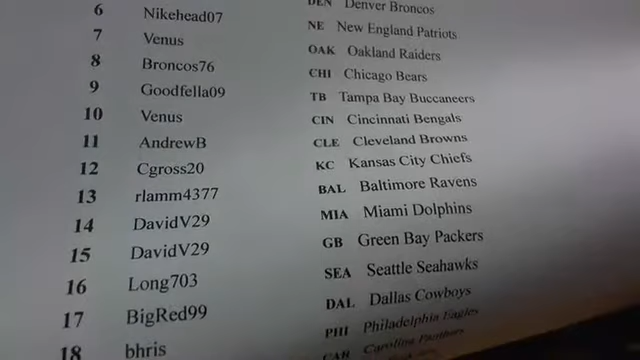 DEN Denver Broncos
6 Nikehead07 NE New England Patriots
7 Venus OAK Oakland Raiders
8 Broncos76 CHI Chicago Bears
9 Goodfella09 TB Tampa Bay Buccaneers
10 Venus CIN Cincinnati Bengals
11 AndrewB CLE Cleveland Browns
12 Cgross20 KC Kansas City Chiefs
13 rlamm4377 BAL Baltimore Ravens
14 DavidV29 MIA Miami Dolphins
15 DavidV29 GB Green Bay Packers
16 Long703 SEA Seattle Seahawks
17 BigRed99 DAL Dallas Cowboys
18 bhris PHI Philadelphia Eagles
CAR Carolina Panthers